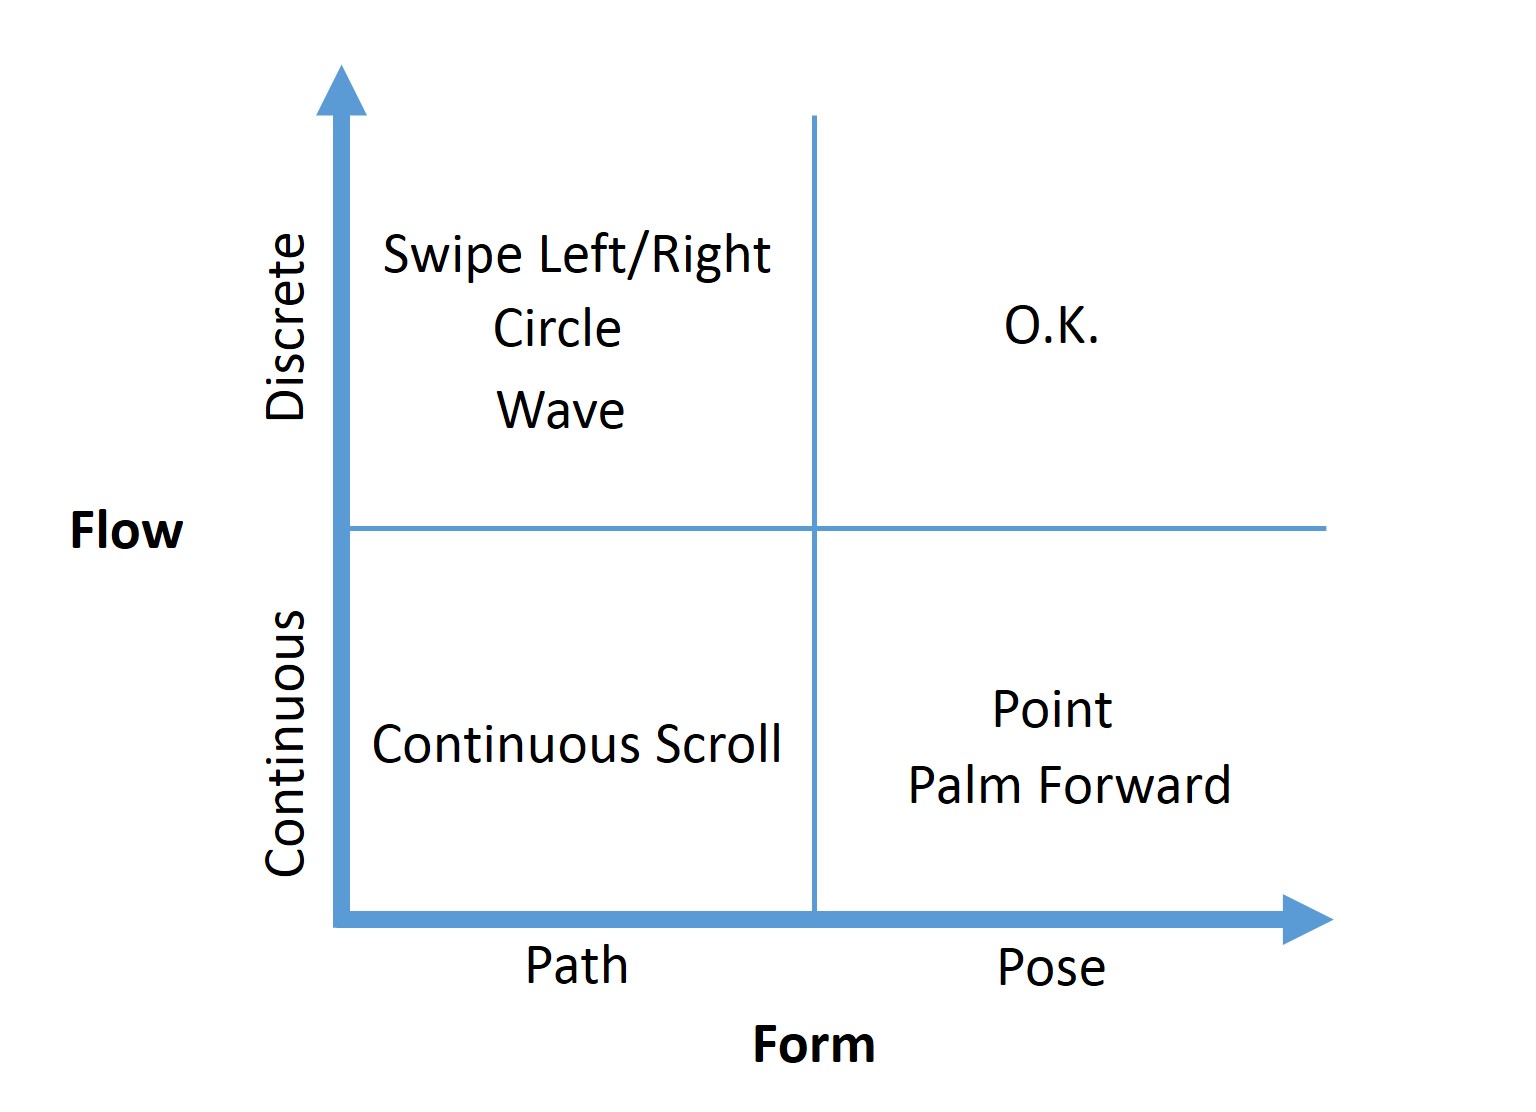 Discrete
Swipe Left/Right
Circle
Wave
O.K.
Flow
Continuous
Continuous Scroll
Point
Palm Forward
Path
Pose
Form